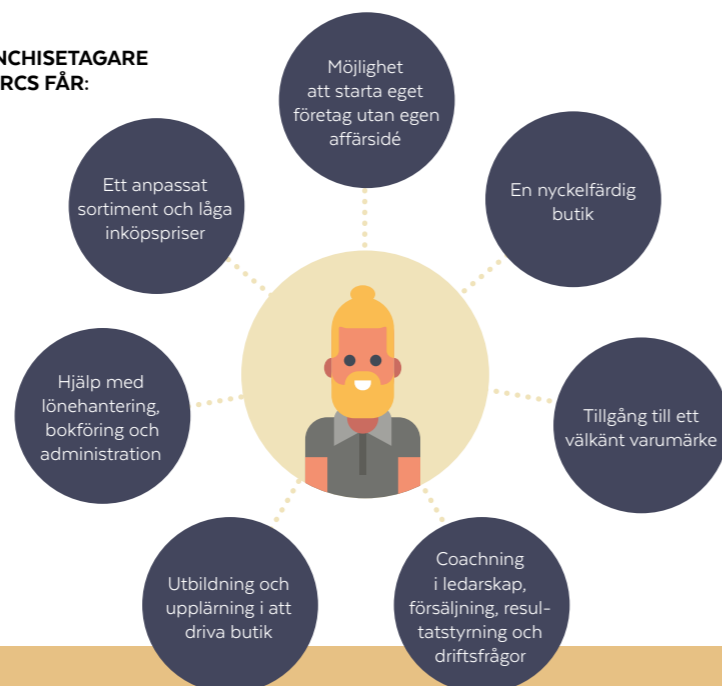 NCHISETAGARE
RCS FÅR:
Möjlighet
att starta eget
företag utan egen
affärsidé
En nyckelfärdig
butik
Tillgång till ett
välkänt varumärke
Coachning
i ledarskap,
försäljning, resul-
tatstyrning och
driftsfrågor
Utbildning och
upplärning i att
driva butik
Hjälp med
lönehantering,
bokföring och
administration
Ett anpassat
sortiment och låga
inköpspriser